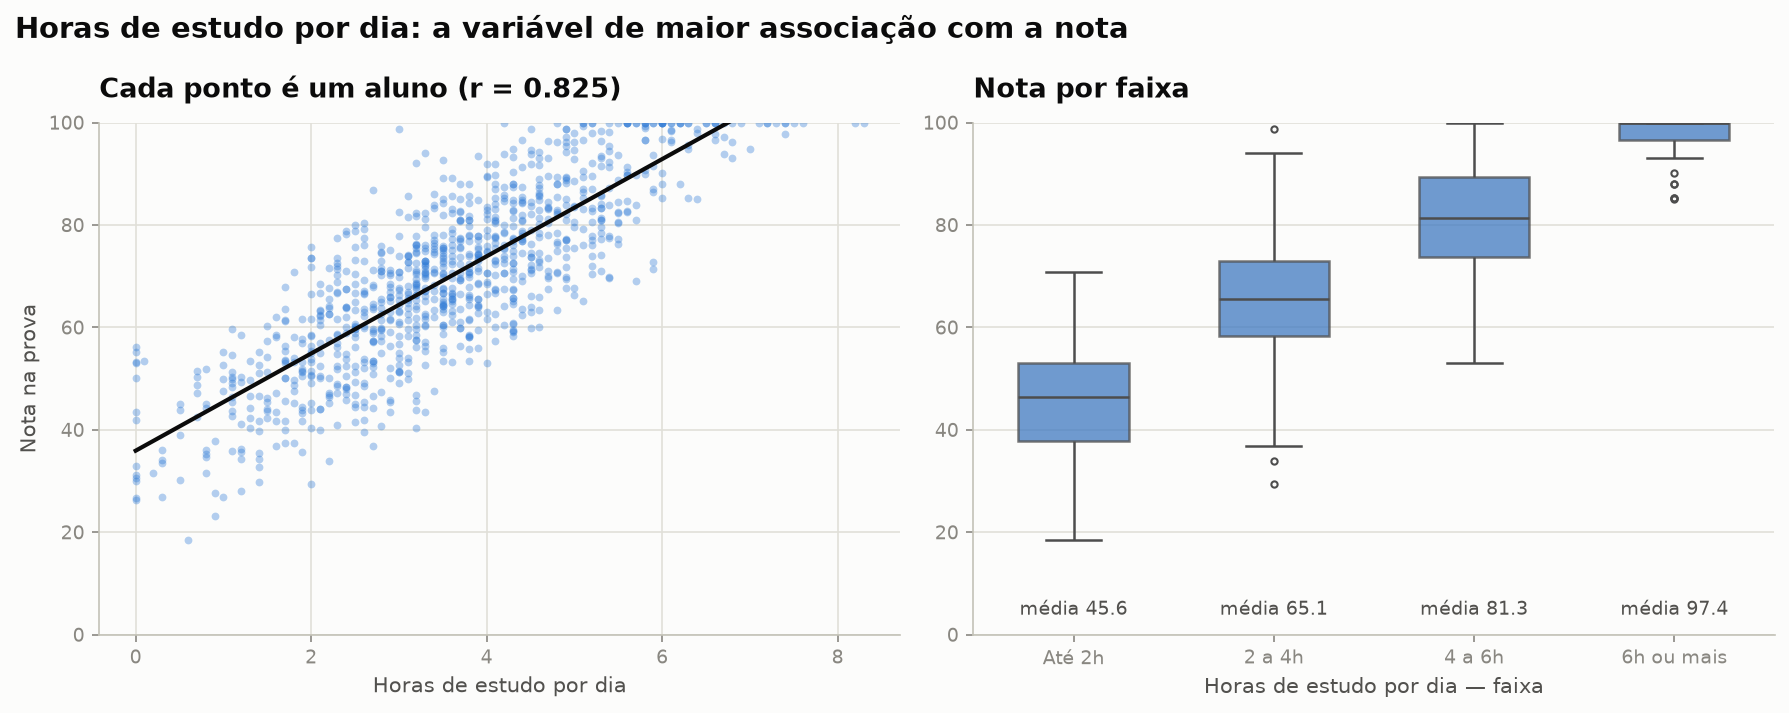 Horas de estudo por dia: a variável de maior associação com a nota
Cada ponto é um aluno (r = 0.825)
100
80
60
40
20
0
Nota na prova
0 2 4 6 8
Horas de estudo por dia
Nota por faixa
100
80
60
40
20
0
média 45.6 média 65.1 média 81.3 média 97.4
Até 2h 2 a 4h 4 a 6h 6h ou mais
Horas de estudo por dia — faixa